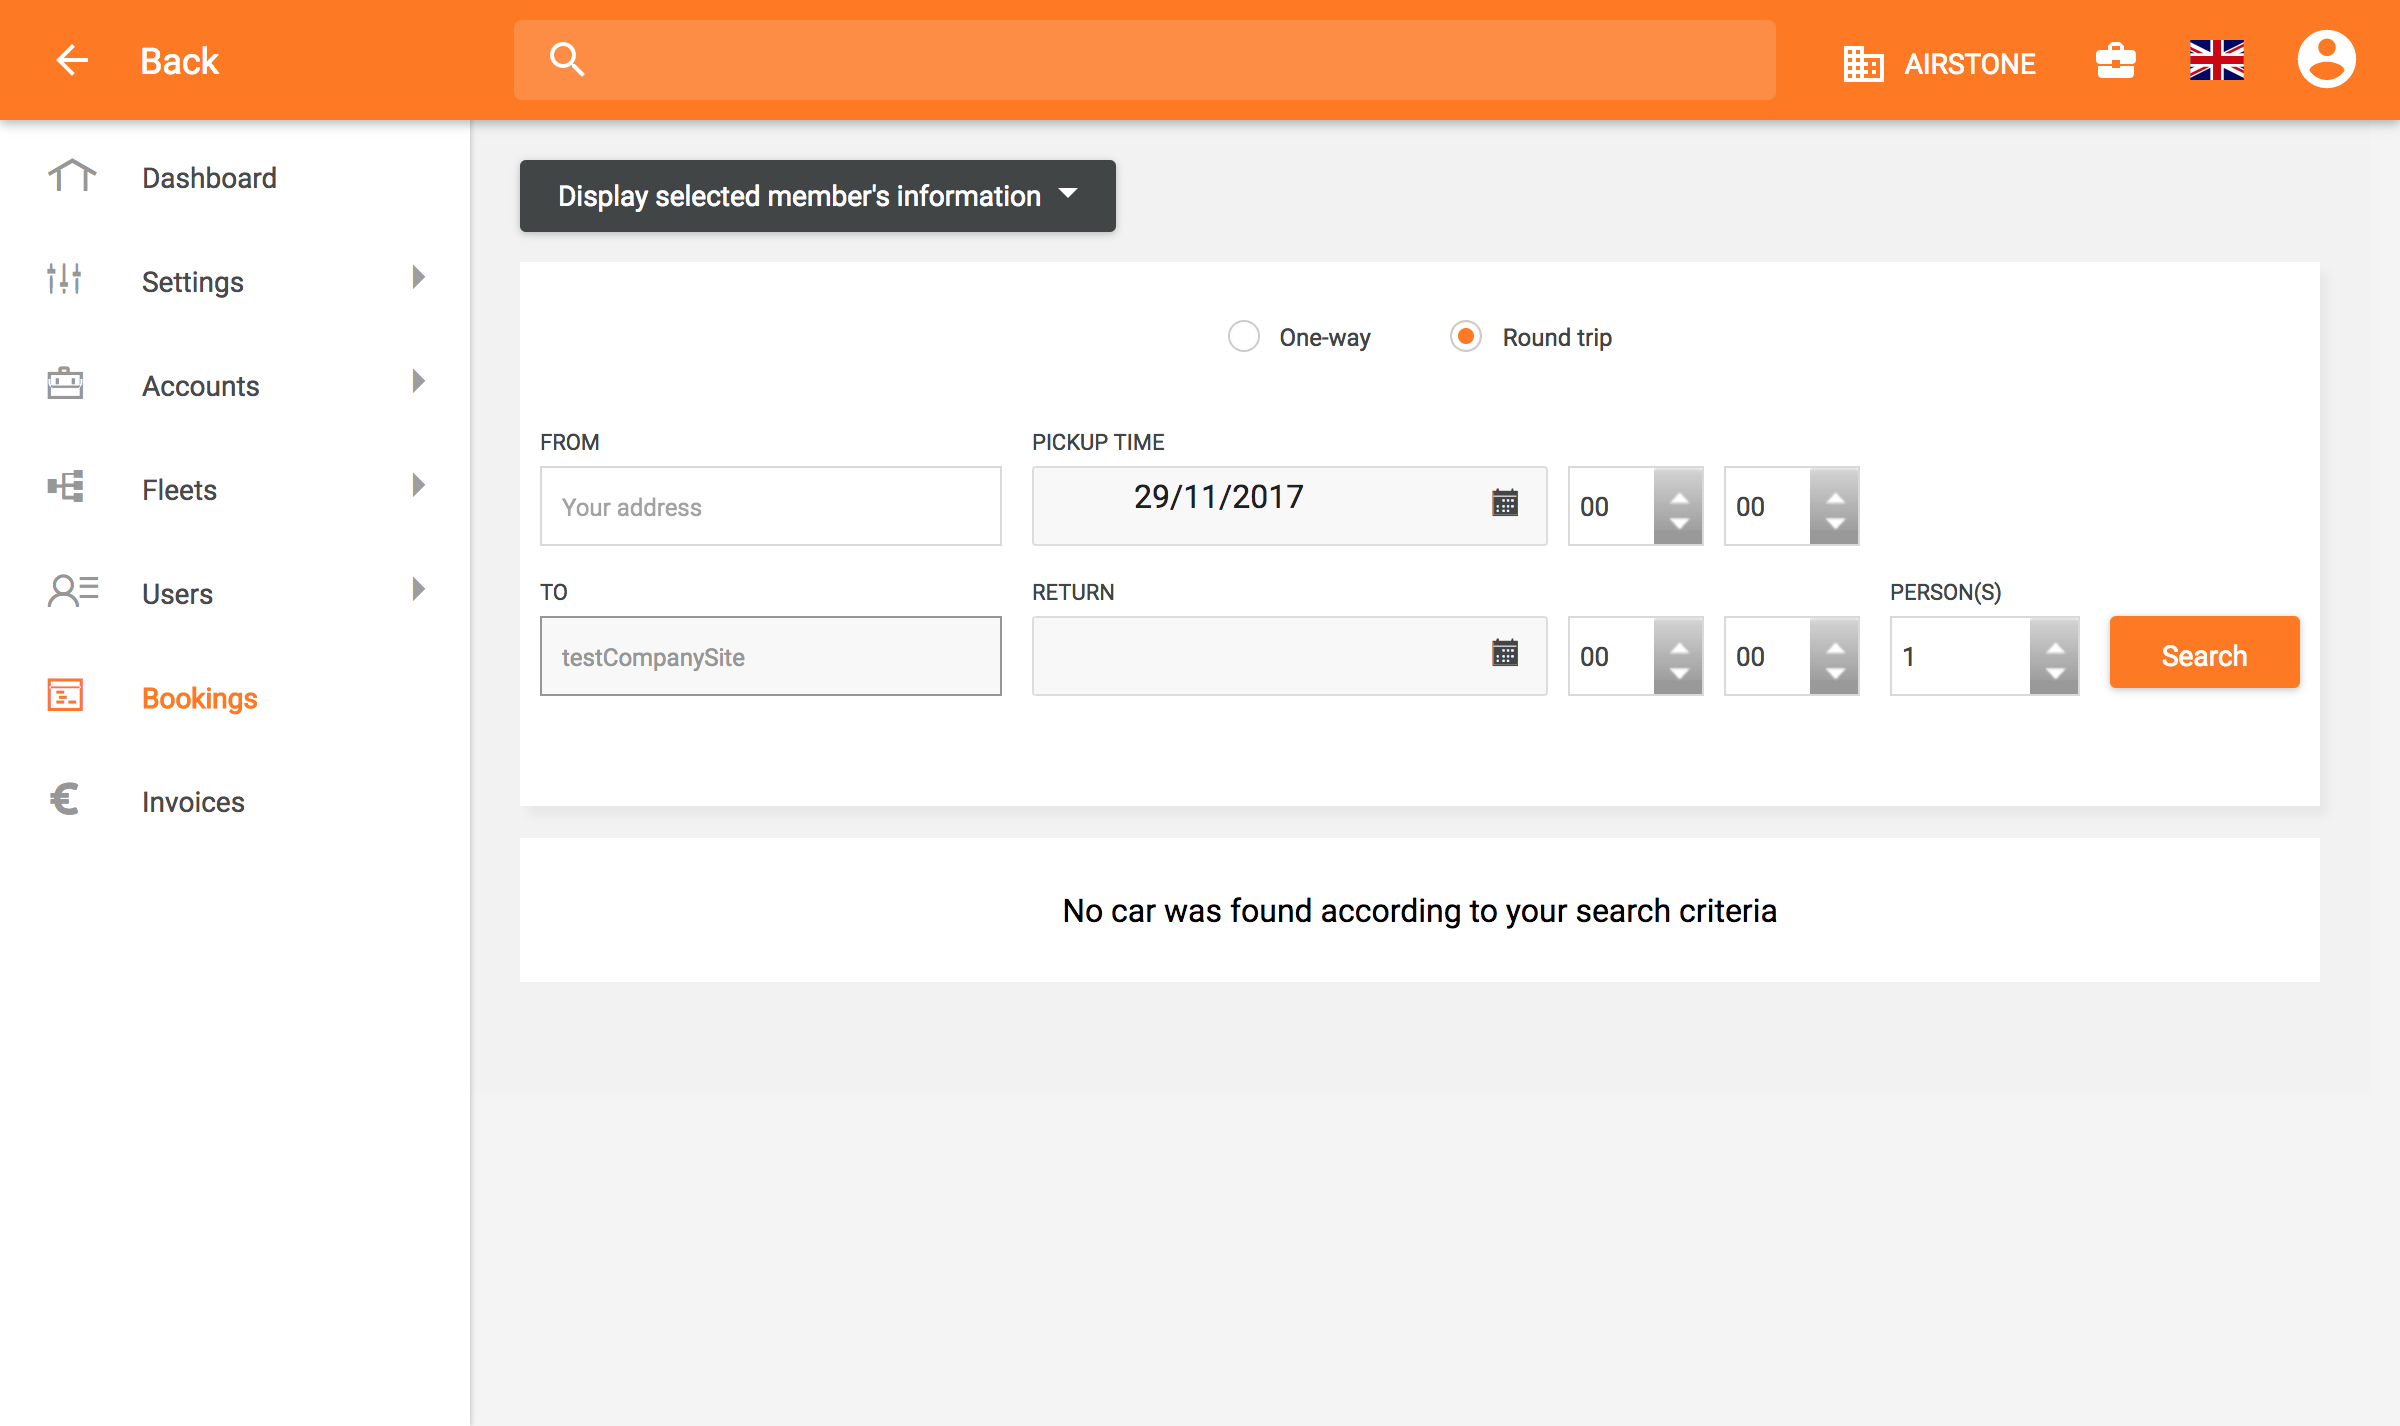 Back
AIRSTONE
Dashboard
Settings
Accounts
Fleets
Users
Bookings
€ Invoices
Display selected member's information
One-way Round trip
FROM PICKUP TIME
Your address 29/11/2017 00 00
TO RETURN PERSON(S)
testCompanySite 00 00 1 Search
No car was found according to your search criteria